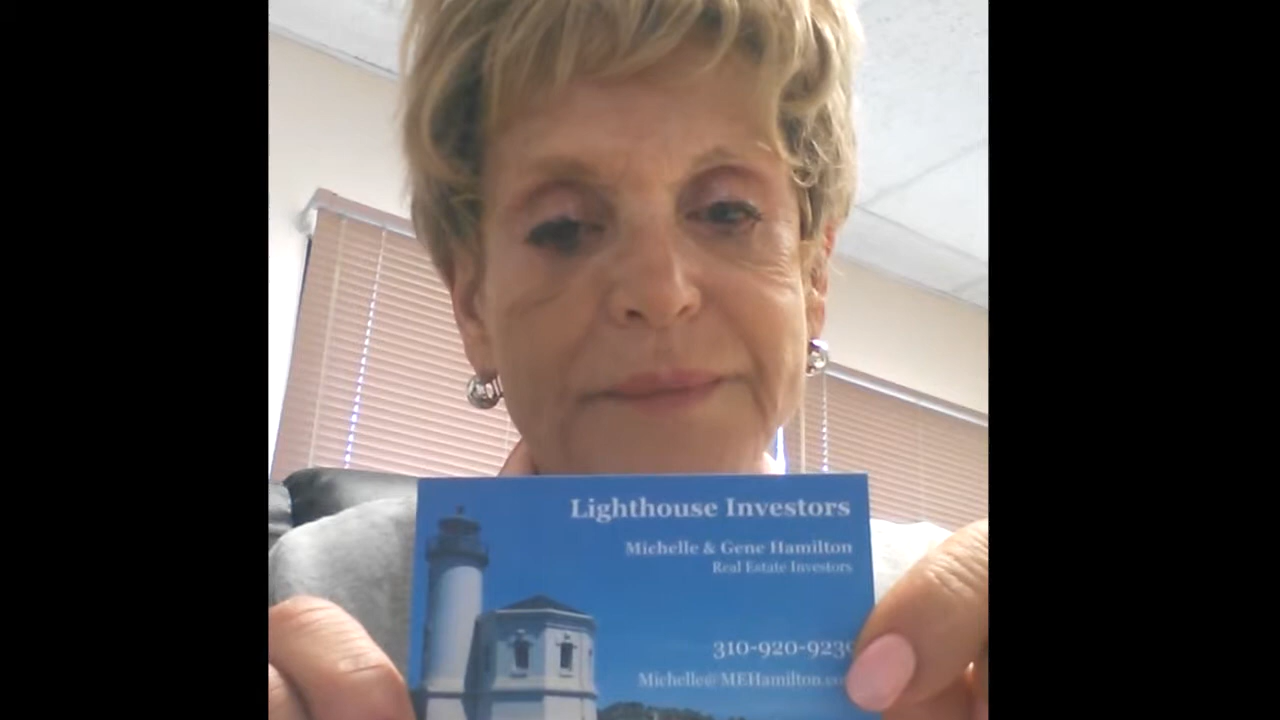 Lighthouse Investors
Michelle & Gene Hamilton
Real Estate Investors
310-920-923
Michelle@MEHamilton.co